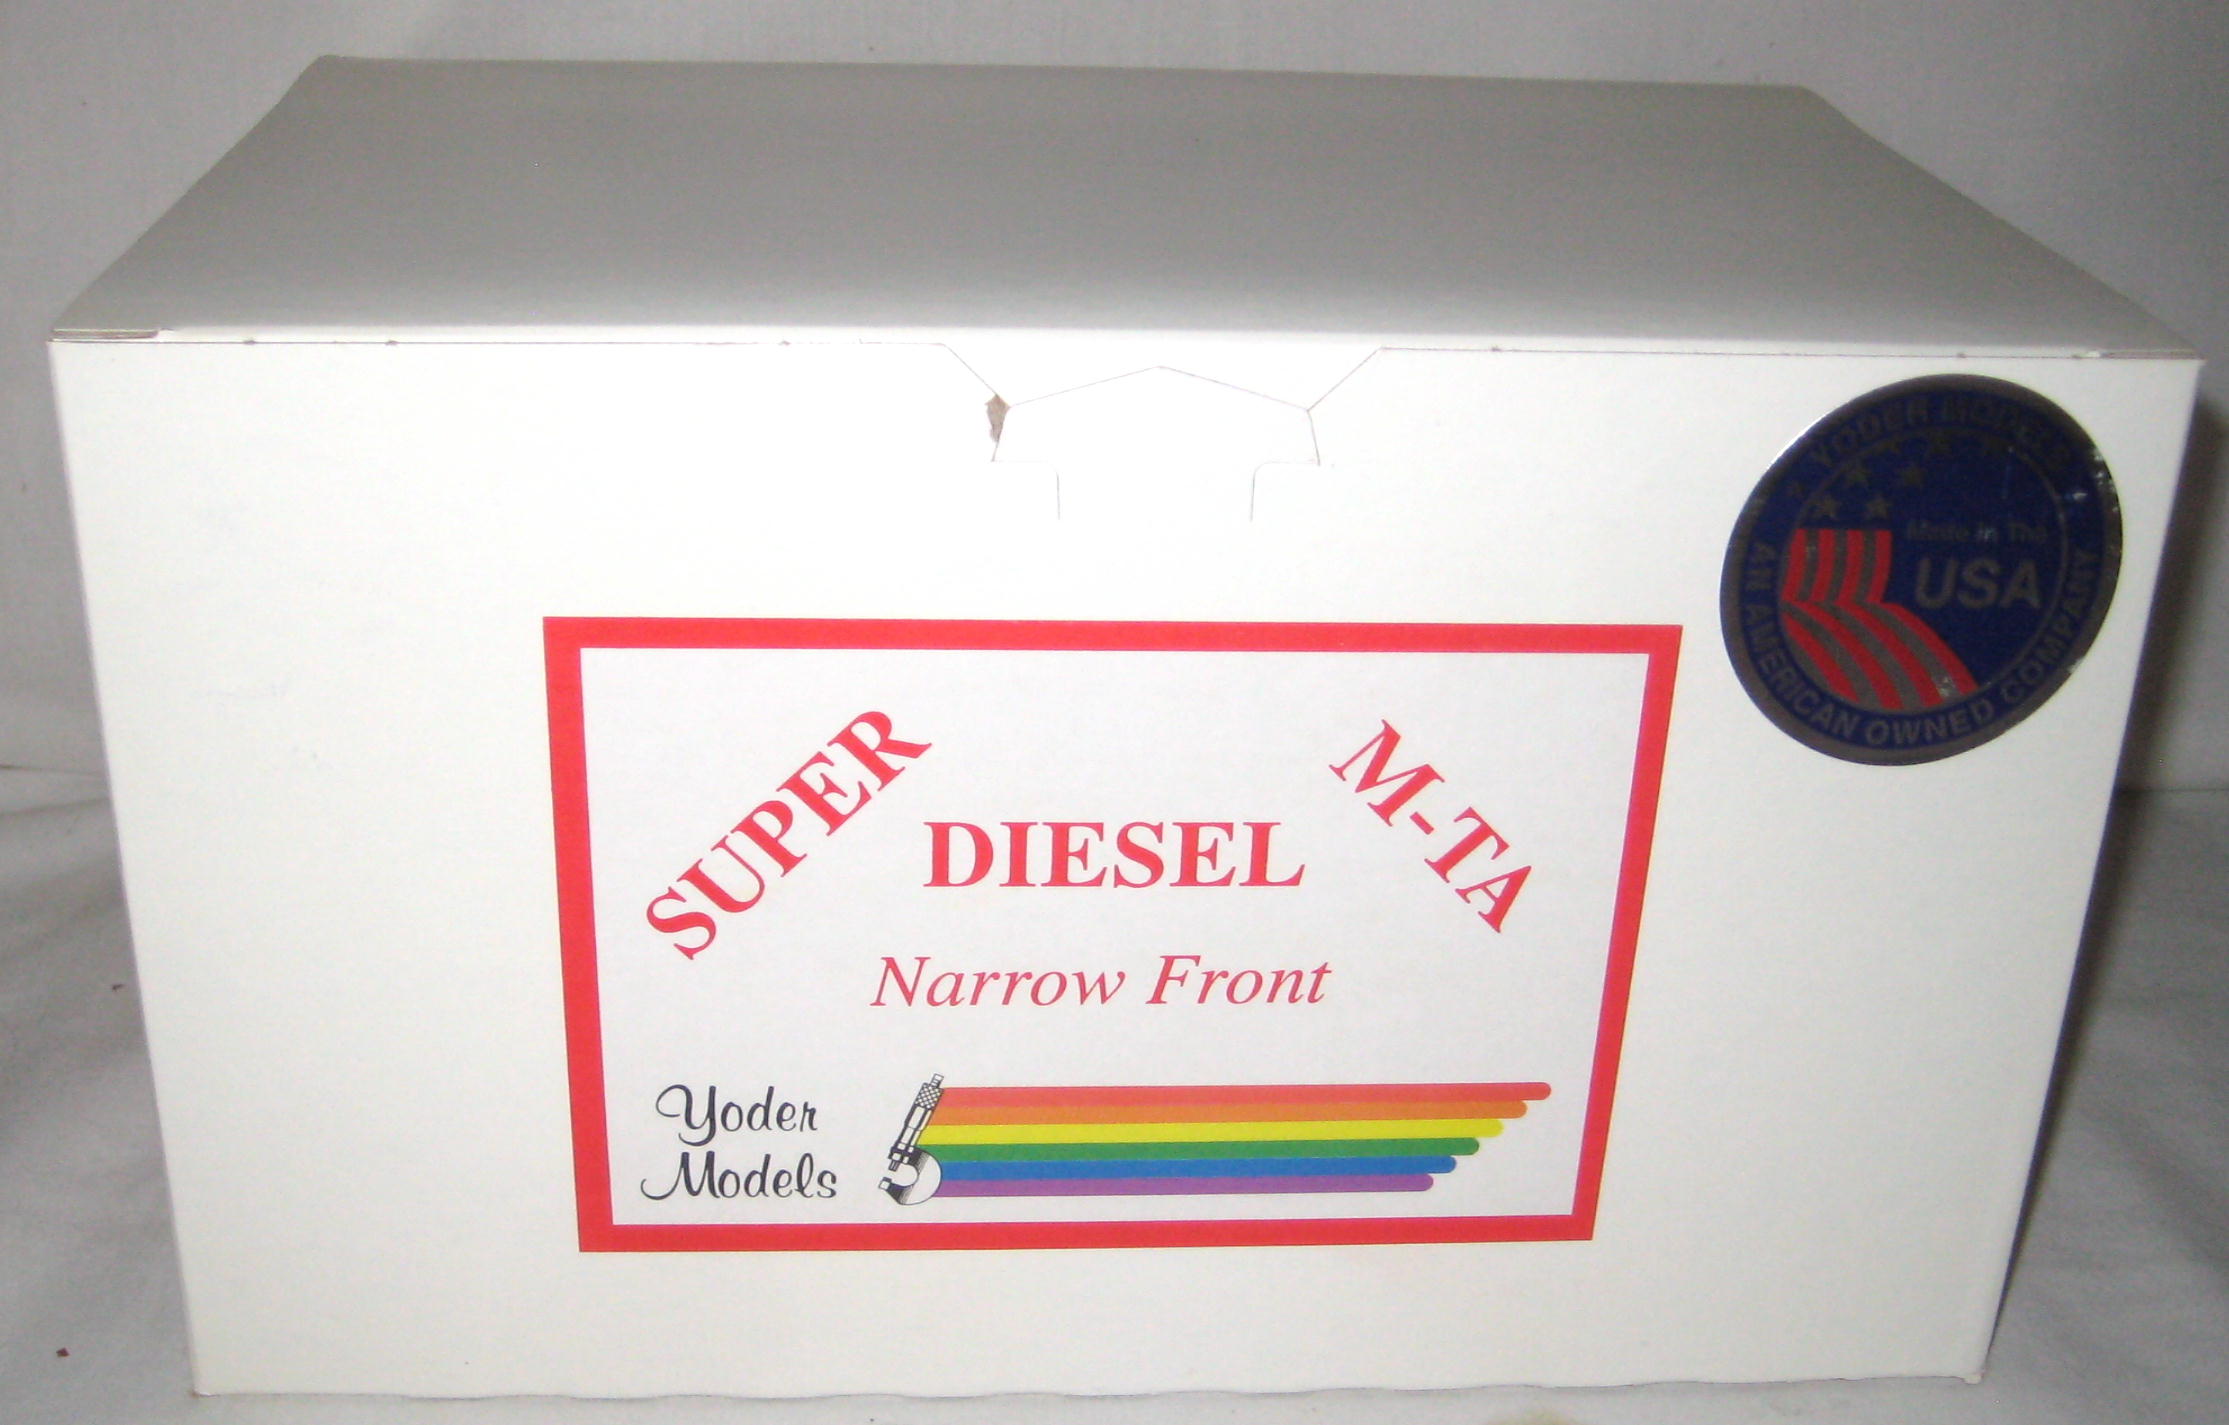 YODER MODELS
Made In The
USA
AN AMERICAN OWNED COMPANY
SUPER
DIESEL
M-TA
Narrow Front
Yoder
Models